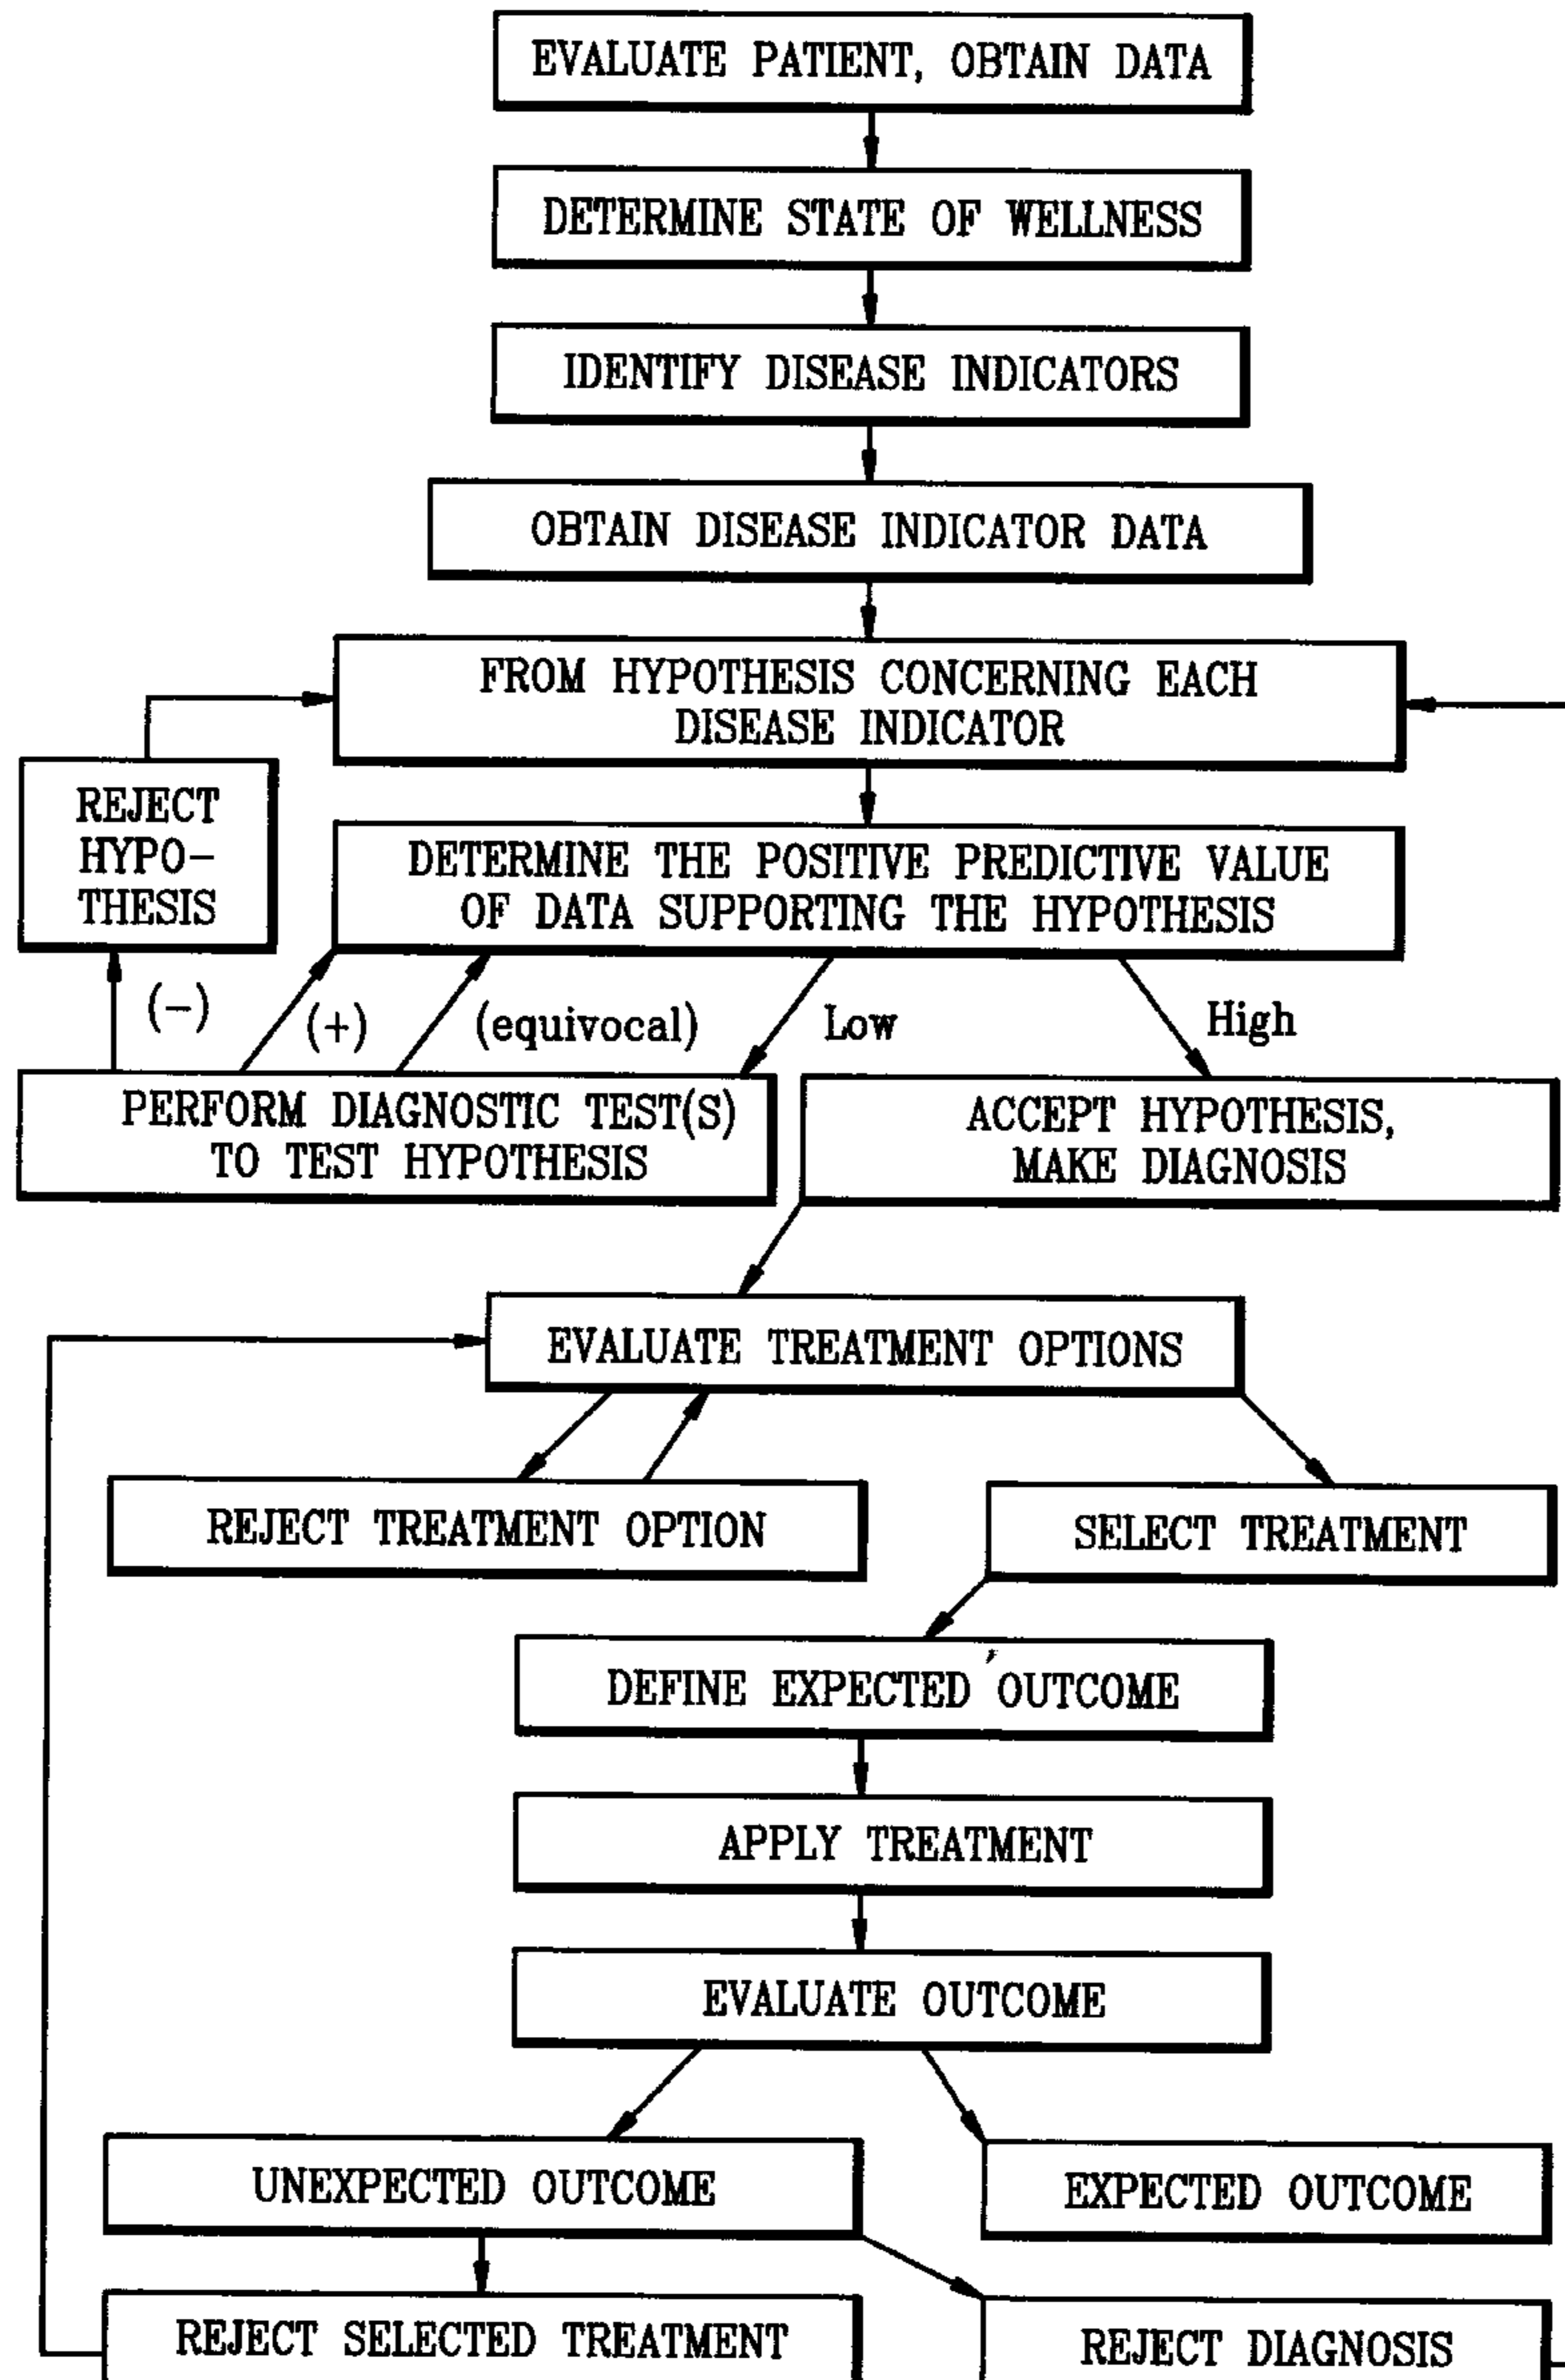 EVALUATE PATIENT, OBTAIN DATA
DETERMINE STATE OF WELLNESS
IDENTIFY DISEASE INDICATORS
OBTAIN DISEASE INDICATOR DATA
FROM HYPOTHESIS CONCERNING EACH
DISEASE INDICATOR
REJECT
HYPO-
THESIS
DETERMINE THE POSITIVE PREDICTIVE VALUE
OF DATA SUPPORTING THE HYPOTHESIS
(-)
(+)
(equivocal)
Low
High
PERFORM DIAGNOSTIC TEST(S)
TO TEST HYPOTHESIS
ACCEPT HYPOTHESIS,
MAKE DIAGNOSIS
EVALUATE TREATMENT OPTIONS
REJECT TREATMENT OPTION
SELECT TREATMENT
DEFINE EXPECTED OUTCOME
APPLY TREATMENT
EVALUATE OUTCOME
UNEXPECTED OUTCOME
EXPECTED OUTCOME
REJECT SELECTED TREATMENT
REJECT DIAGNOSIS